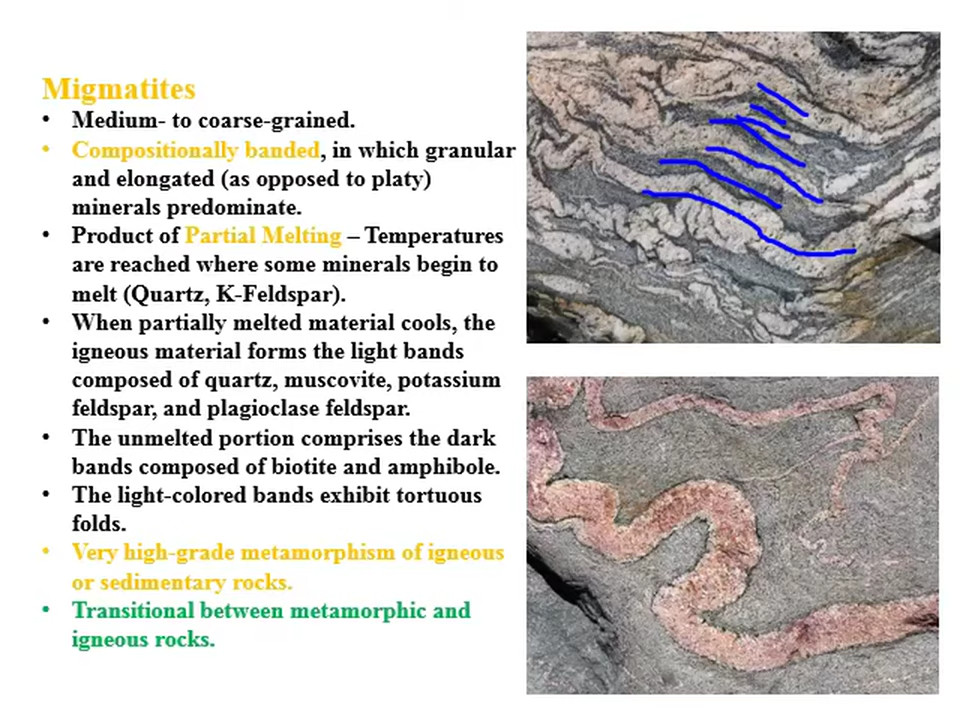 Migmatites
• Medium- to coarse-grained.
• Compositionally banded, in which granular
and elongated (as opposed to platy)
minerals predominate.
• Product of Partial Melting – Temperatures
are reached where some minerals begin to
melt (Quartz, K-Feldspar).
• When partially melted material cools, the
igneous material forms the light bands
composed of quartz, muscovite, potassium
feldspar, and plagioclase feldspar.
• The unmelted portion comprises the dark
bands composed of biotite and amphibole.
• The light-colored bands exhibit tortuous
folds.
• Very high-grade metamorphism of igneous
or sedimentary rocks.
• Transitional between metamorphic and
igneous rocks.